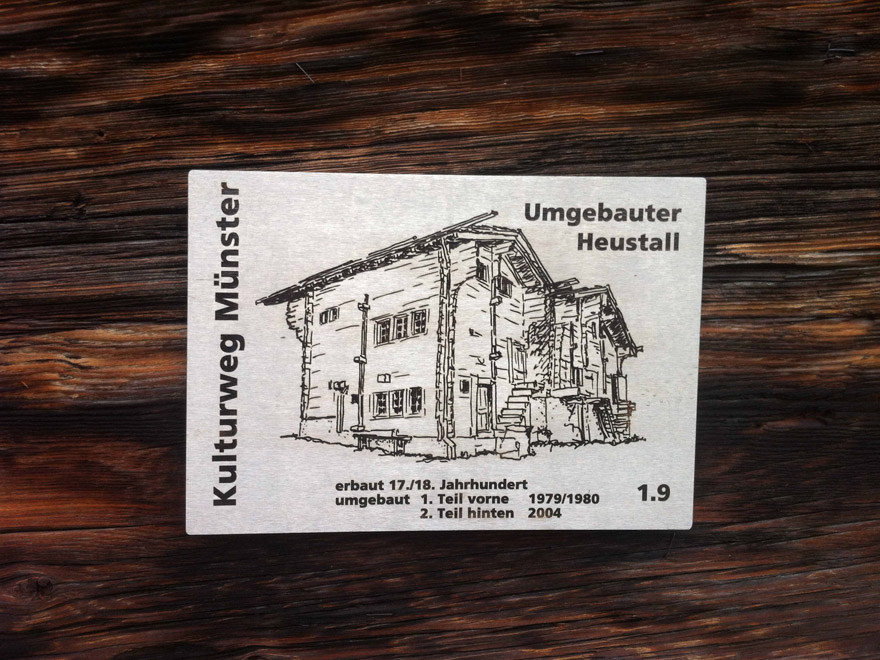 Kulturweg Münster
Umgebauter
Heustall
erbaut 17./18. Jahrhundert
umgebaut 1. Teil vorne 1979/1980
2. Teil hinten 2004
1.9